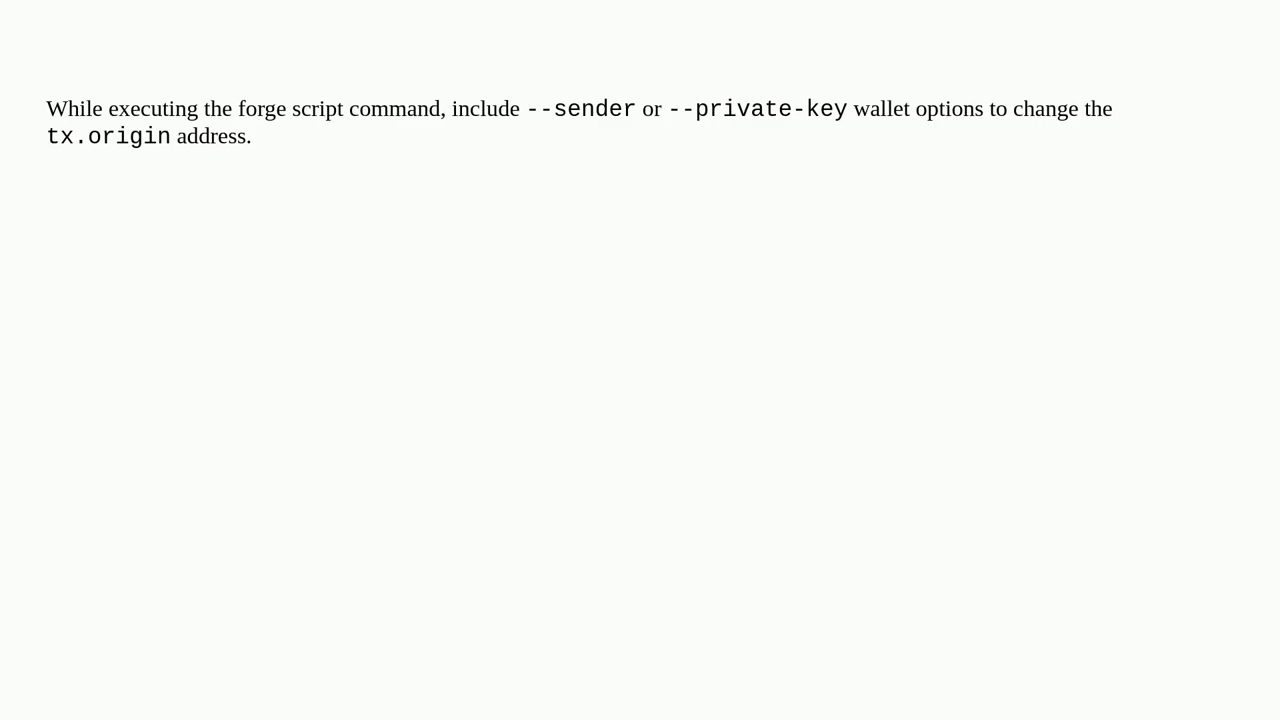 While executing the forge script command, include --sender or --private-key wallet options to change the
tx.origin address.